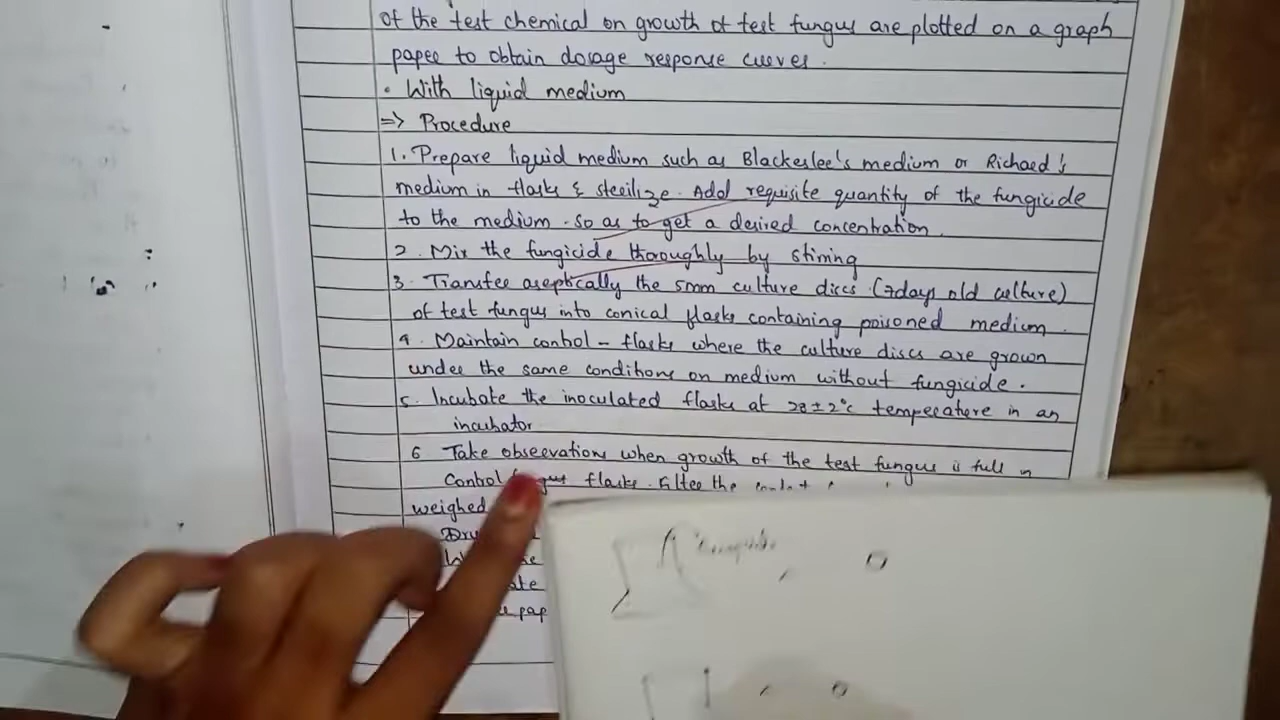 of the test chemical on growth of test fungus are plotted on a graph
paper to obtain dosage response curves.
• With liquid medium
=> Procedure
1. Prepare liquid medium such as Blackeslee's medium or Richard's
medium in flasks & sterilize. Add requisite quantity of the fungicide
to the medium. so as to get a desired concentration.
2. Mix the fungicide thoroughly by stirring
3. Transfer aseptically the 5mm culture discs (7days old culture)
of test fungus into conical flasks containing poisoned medium.
4. Maintain control - flasks where the culture discs are grown
under the same conditions on medium without fungicide.
5. Incubate the inoculated flasks at 28±2°c temperature in an
incubator
6 Take observation when growth of the test fungus is full in
Control flasks. Filter the
weighed
Dry